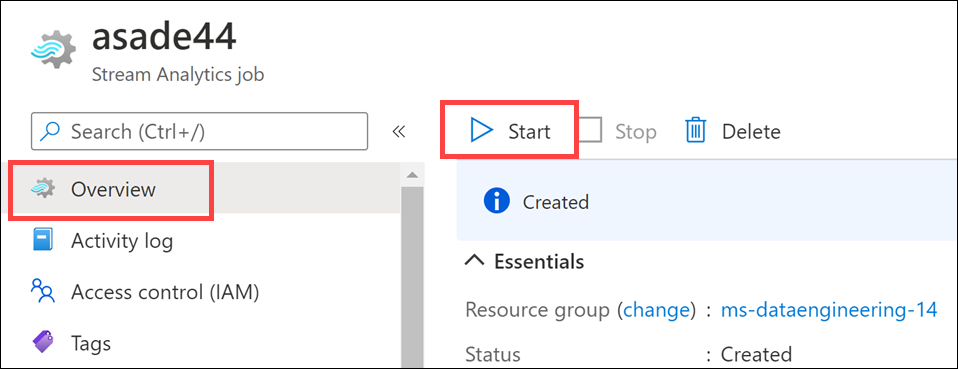 asade44
Stream Analytics job
Search (Ctrl+/)
«
Start
Stop
Delete
Overview
Created
Activity log
Essentials
Access control (IAM)
Resource group (change) : ms-dataengineering-14
Tags
Status : Created